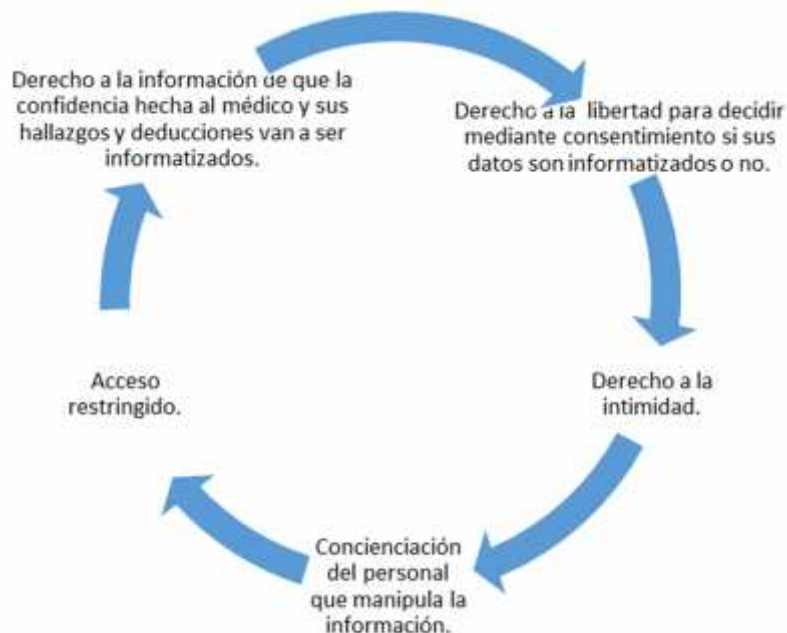 Derecho a la información de que la
confidencia hecha al médico y sus
hallazgos y deducciones van a ser
informatizados.
Derecho a la libertad para decidir
mediante consentimiento si sus
datos son informatizados o no.
Derecho a la
intimidad.
Concienciación
del personal
que manipula la
información.
Acceso
restringido.